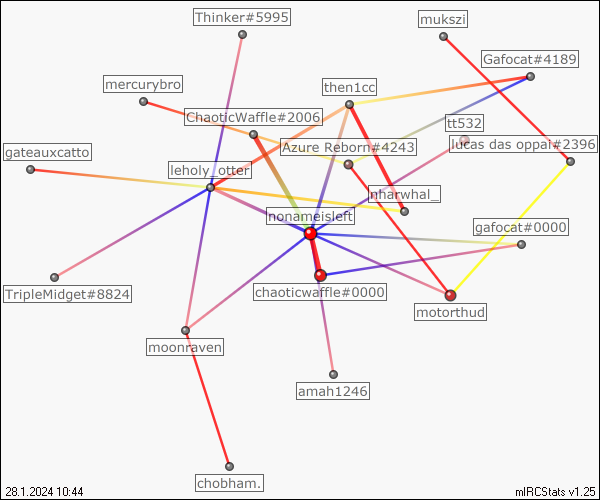 Thinker#5995
mukszi
Gafocat#4189
mercurybro
then1cc
ChaoticWaffle#2006
tt532
Azure Reborn#4243
lucas das oppai#2396
gateauxcatto
leholy_otter
nharwhal_
nonameisleft
gafocat#0000
TripleMidget#8824
chaoticwaffle#0000
motorthud
moonraven
amah1246
chobham.
28.1.2024 10:44
mIRCStats v1.25